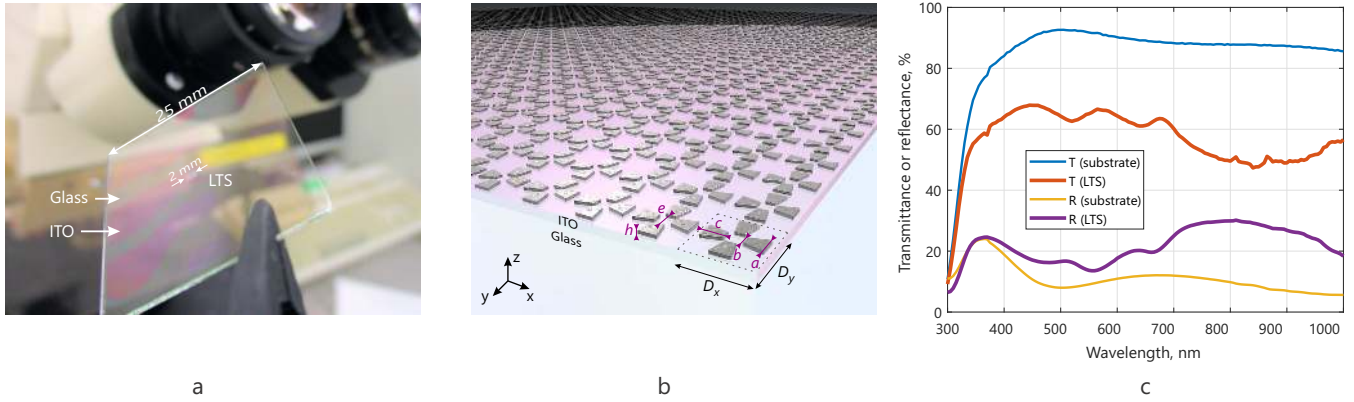 25 mm
2 mm
LTS
Glass
ITO
a
ITO
Glass
h
e
c
b
a
Dx
Dy
z
y
x
b
Transmittance or reflectance, %
100
80
60
40
20
0
T (substrate)
T (LTS)
R (substrate)
R (LTS)
300 400 500 600 700 800 900 1000
Wavelength, nm
c